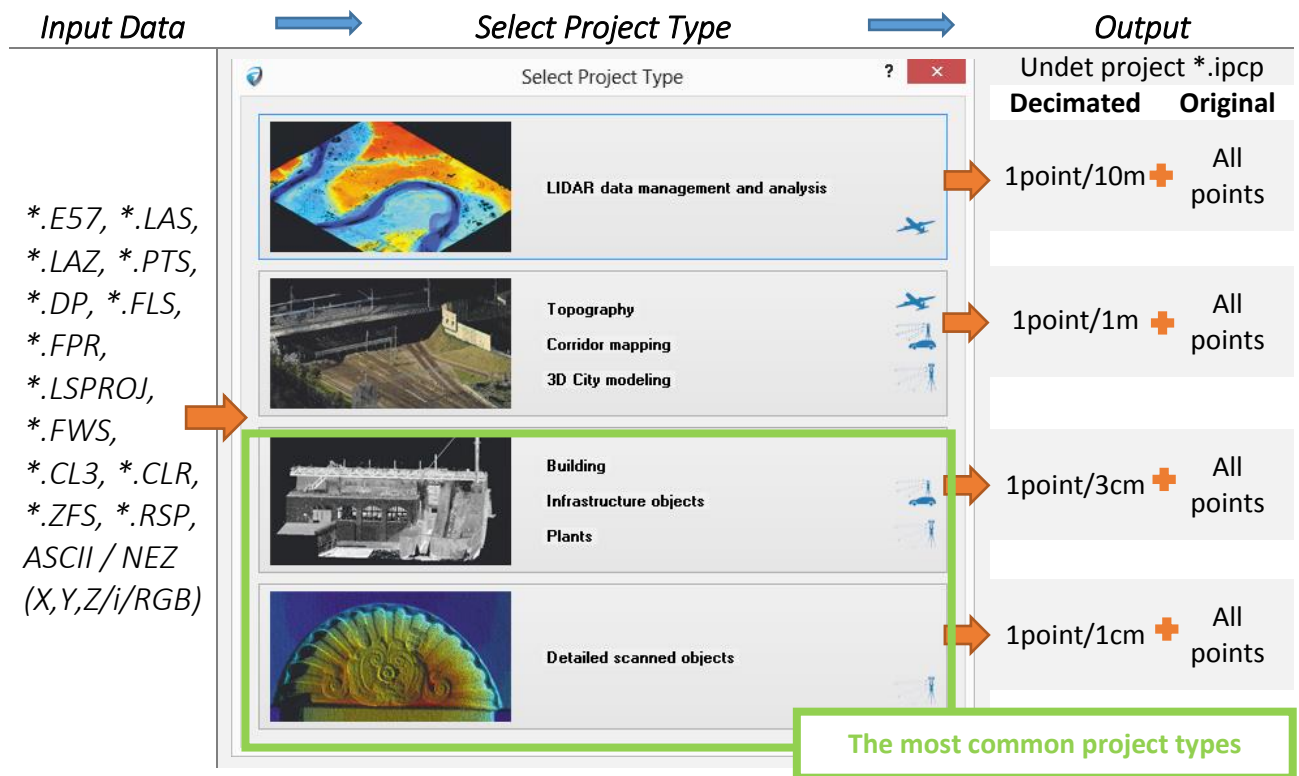 Input Data
Select Project Type
Output
*.E57, *.LAS,
*.LAZ, *.PTS,
*.DP, *.FLS,
*.FPR,
*.LSPROJ,
*.FWS,
*.CL3, *.CLR,
*.ZFS, *.RSP,
ASCII / NEZ
(X,Y,Z/i/RGB)
Select Project Type
?
×
LIDAR data management and analysis
Topography
Corridor mapping
3D City modeling
Building
Infrastructure objects
Plants
Detailed scanned objects
The most common project types
Undet project *.ipcp
Decimated Original
1point/10m
All
points
1point/1m
All
points
1point/3cm
All
points
1point/1cm
All
points